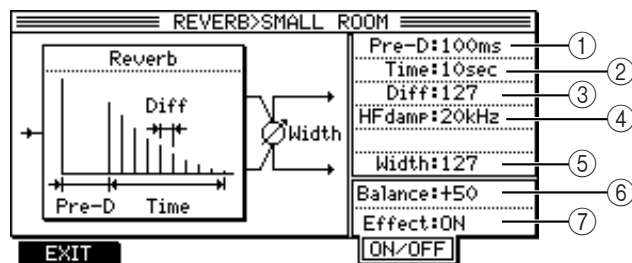 REVERB>SMALL ROOM
Reverb
Diff
Width
Pre-D Time
Pre-D:100ms ①
Time:10sec ②
Diff:127 ③
HFdamp:20kHz ④
Width:127 ⑤
Balance:+50 ⑥
Effect:ON ⑦
EXIT
ON/OFF